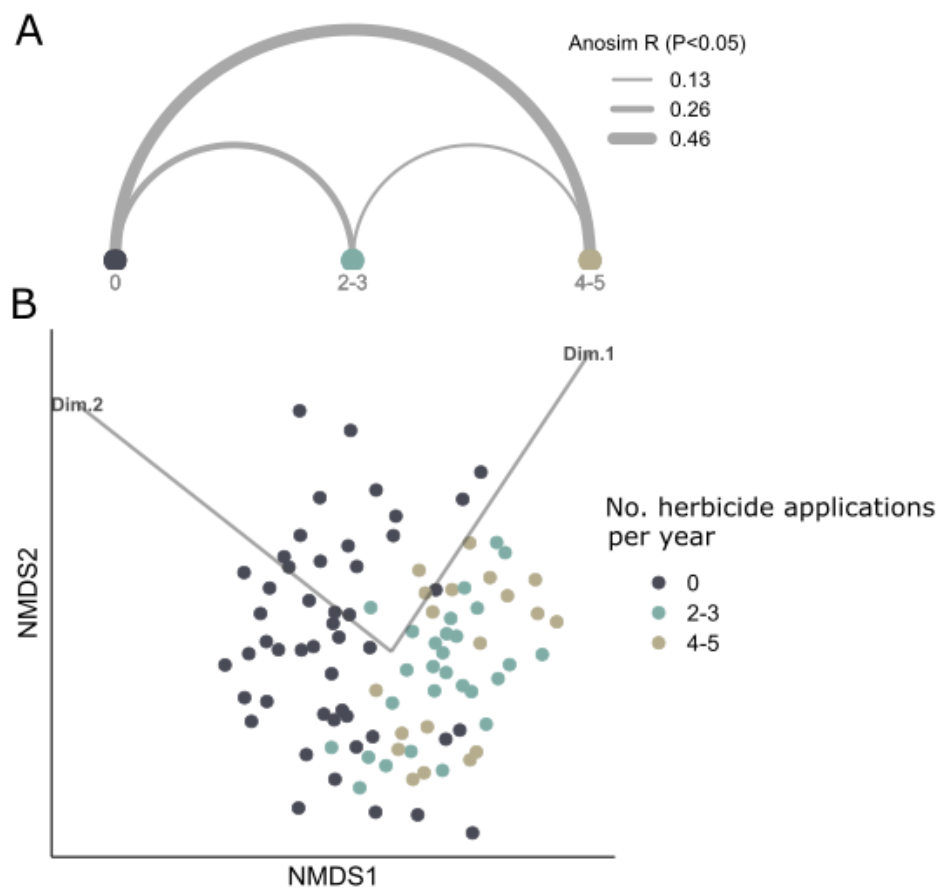 A
Anosim R (P<0.05)
0.13
0.26
0.46
0
2-3
4-5
B
Dim.1
Dim.2
NMDS2
No. herbicide applications
per year
0
2-3
4-5
NMDS1